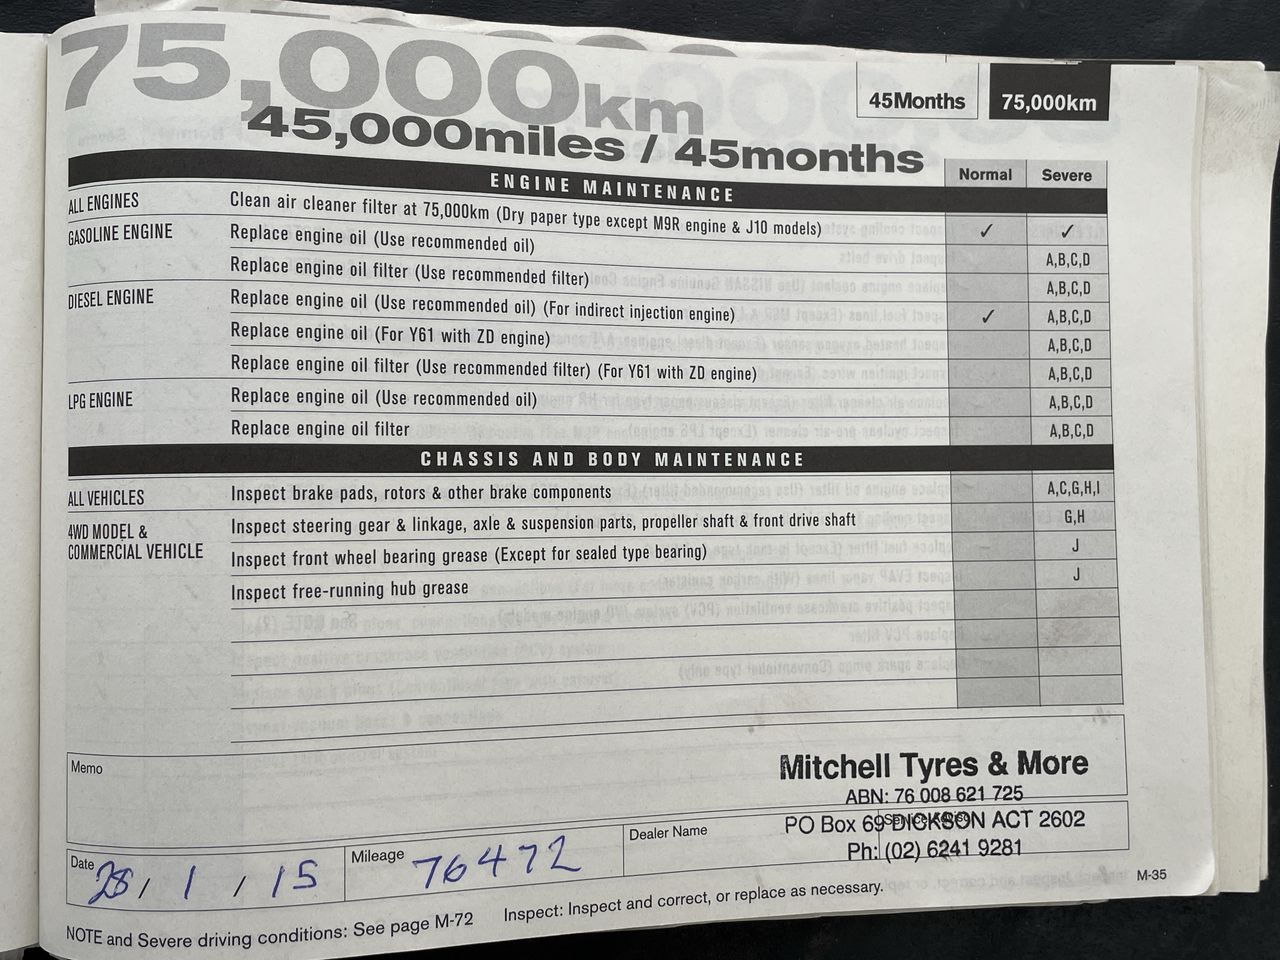 75,000km
45,000miles / 45months
45Months 75,000km
Normal Severe
ENGINE MAINTENANCE
ALL ENGINES Clean air cleaner filter at 75,000km (Dry paper type except M9R engine & J10 models) ✓ ✓
GASOLINE ENGINE Replace engine oil (Use recommended oil) A,B,C,D
Replace engine oil filter (Use recommended filter) A,B,C,D
DIESEL ENGINE Replace engine oil (Use recommended oil) (For indirect injection engine) ✓ A,B,C,D
Replace engine oil (For Y61 with ZD engine) A,B,C,D
Replace engine oil filter (Use recommended filter) (For Y61 with ZD engine) A,B,C,D
LPG ENGINE Replace engine oil (Use recommended oil) A,B,C,D
Replace engine oil filter A,B,C,D
CHASSIS AND BODY MAINTENANCE
ALL VEHICLES Inspect brake pads, rotors & other brake components A,C,G,H,I
4WD MODEL & Inspect steering gear & linkage, axle & suspension parts, propeller shaft & front drive shaft G,H
COMMERCIAL VEHICLE Inspect front wheel bearing grease (Except for sealed type bearing) J
Inspect free-running hub grease J
Memo
Mitchell Tyres & More
ABN: 76 008 621 725
PO Box 69 DICKSON ACT 2602
Ph: (02) 6241 9281
Date 28 / 1 / 15
Mileage 76472
Dealer Name
NOTE and Severe driving conditions: See page M-72 Inspect: Inspect and correct, or replace as necessary.
M-35